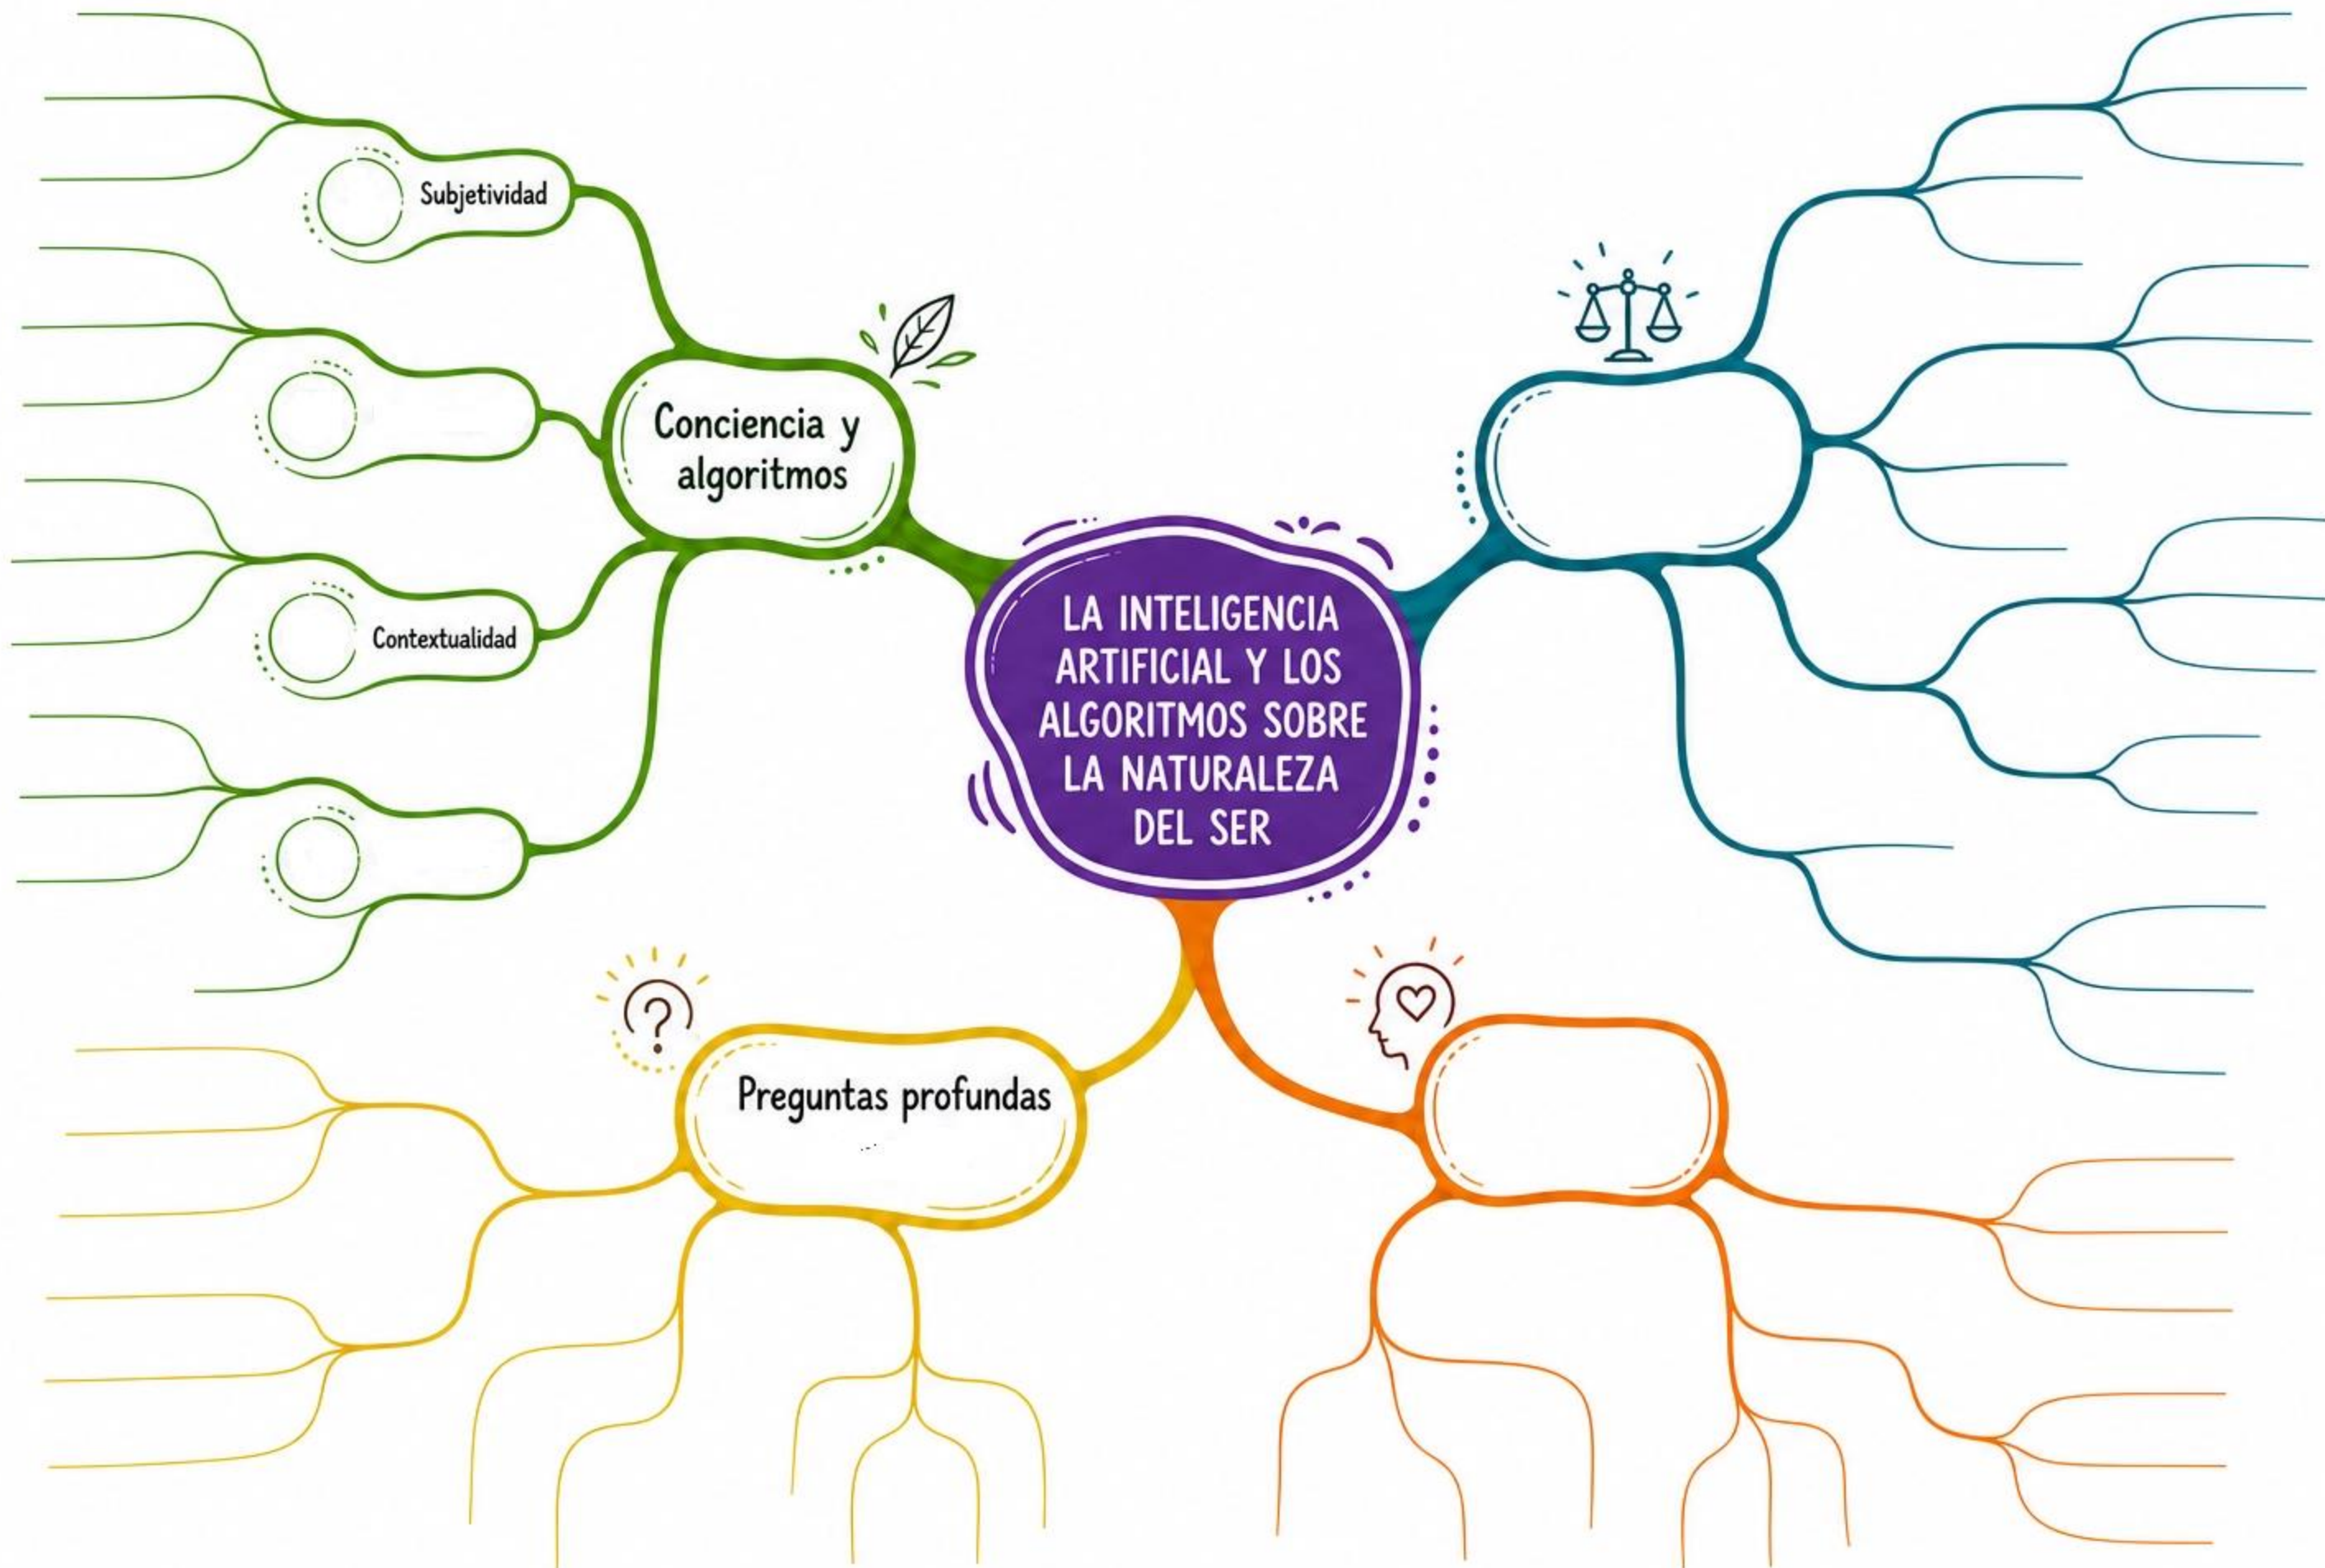 Subjetividad
Conciencia y
algoritmos
Contextualidad
LA INTELIGENCIA
ARTIFICIAL Y LOS
ALGORITMOS SOBRE
LA NATURALEZA
DEL SER
?
Preguntas profundas